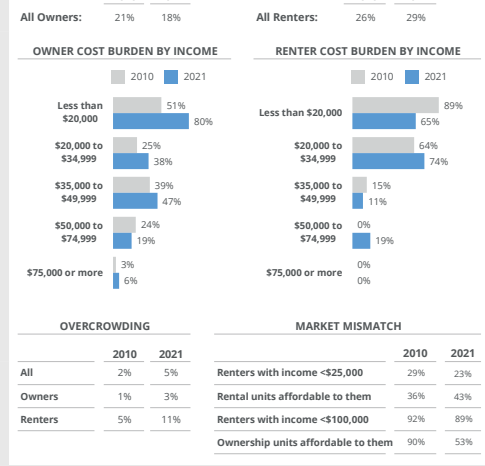 All Owners: 21% 18%
All Renters: 26% 29%
OWNER COST BURDEN BY INCOME
2010 2021
Less than $20,000 51% 80%
$20,000 to $34,999 25% 38%
$35,000 to $49,999 39% 47%
$50,000 to $74,999 24% 19%
$75,000 or more 3% 6%
RENTER COST BURDEN BY INCOME
2010 2021
Less than $20,000 89% 65%
$20,000 to $34,999 64% 74%
$35,000 to $49,999 15% 11%
$50,000 to $74,999 0% 19%
$75,000 or more 0% 0%
OVERCROWDING
2010 2021
All 2% 5%
Owners 1% 3%
Renters 5% 11%
MARKET MISMATCH
2010 2021
Renters with income <$25,000 29% 23%
Rental units affordable to them 36% 43%
Renters with income <$100,000 92% 89%
Ownership units affordable to them 90% 53%